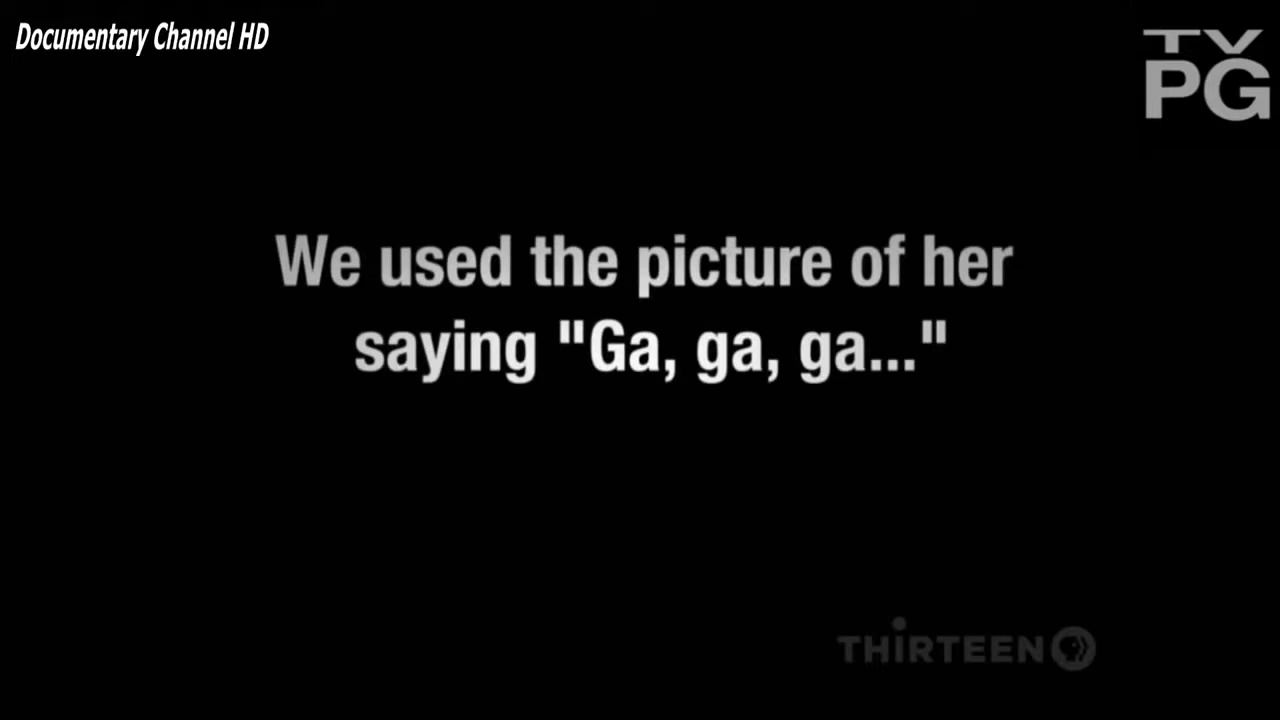 Documentary Channel HD
TV
PG
We used the picture of her
saying "Ga, ga, ga..."
THiRTEEN